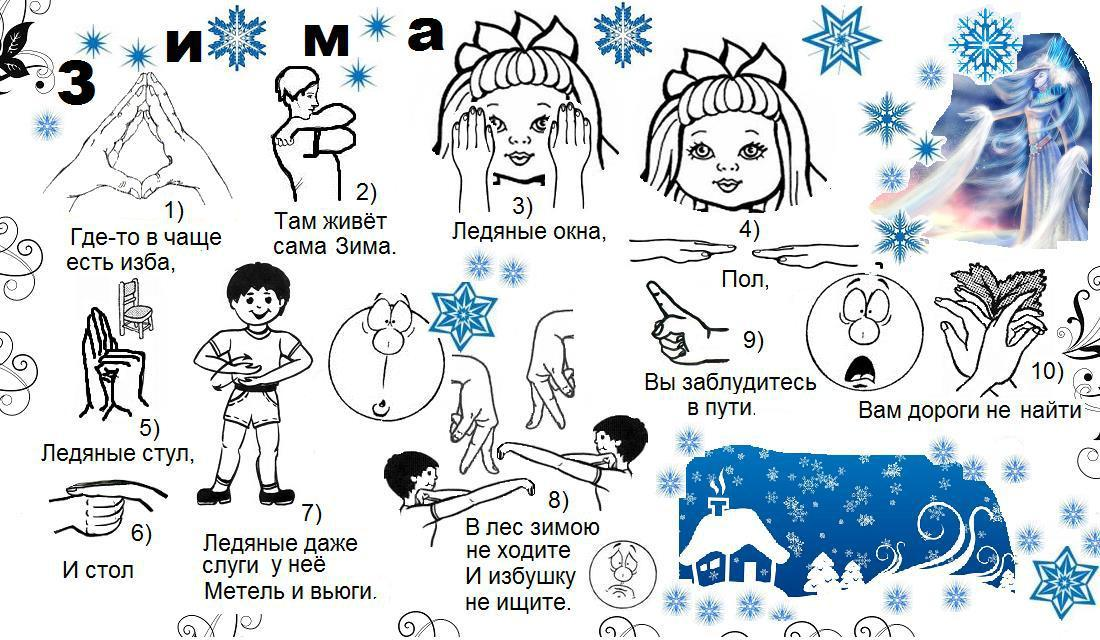 Зима
1)
Где-то в чаще
есть изба,
2)
Там живёт
сама Зима.
3)
Ледяные окна,
4)
Пол,
5)
Ледяные стул,
6)
И стол
7)
Ледяные даже
слуги у неё
Метель и вьюги.
8)
В лес зимою
не ходите
И избушку
не ищите.
9)
Вы заблудитесь
в пути.
10)
Вам дороги не найти